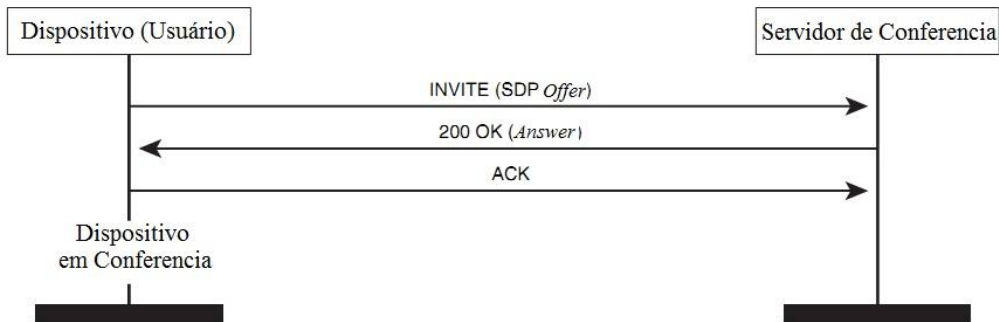 Dispositivo (Usuário)
Servidor de Conferencia
INVITE (SDP Offer)
200 OK (Answer)
ACK
Dispositivo
em Conferencia